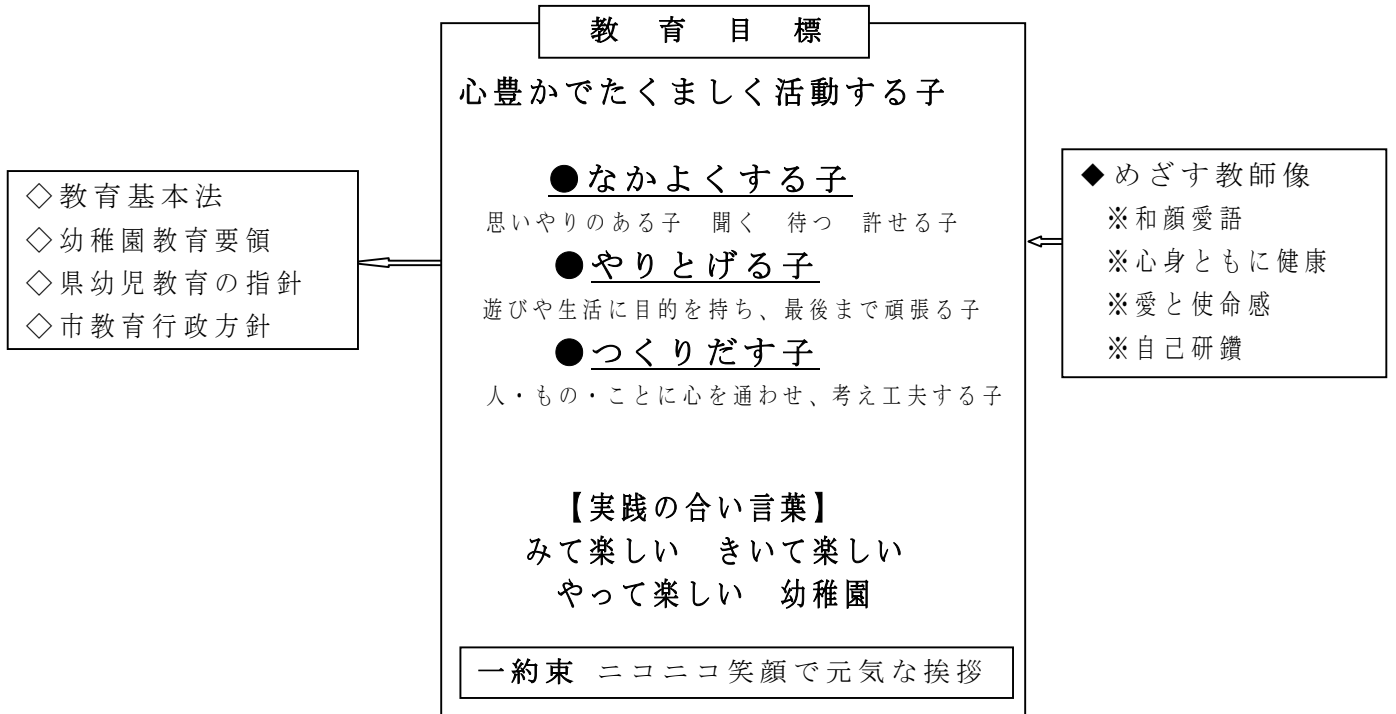 教育目標
心豊かでたくましく活動する子
●なかよくする子
思いやりのある子　聞く　待つ　許せる子
●やりとげる子
遊びや生活に目的を持ち、最後まで頑張る子
●つくりだす子
人・もの・ことに心を通わせ、考え工夫する子
【実践の合い言葉】
みて楽しい　きいて楽しい
やって楽しい　幼稚園
一約束　ニコニコ笑顔で元気な挨拶
◇教育基本法
◇幼稚園教育要領
◇県幼児教育の指針
◇市教育行政方針
◆めざす教師像
※和顔愛語
※心身ともに健康
※愛と使命感
※自己研鑽